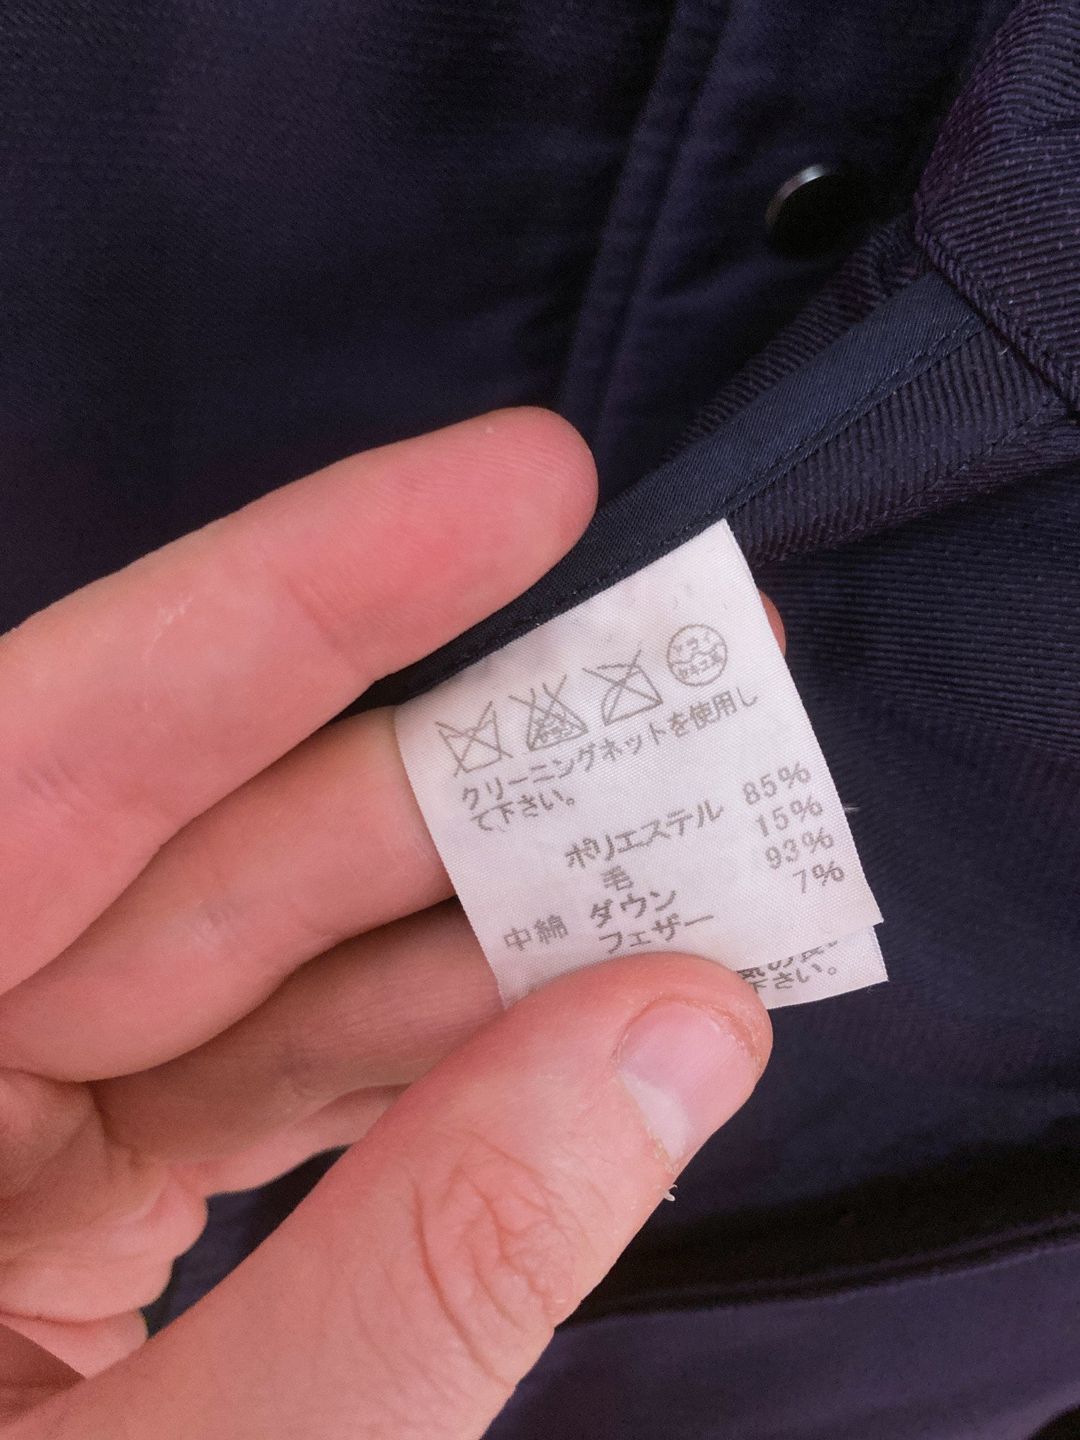 クリーニングネットを使用し
て下さい。
ポリエステル 85%
毛 15%
中綿 ダウン 93%
フェザー 7%
下さい。